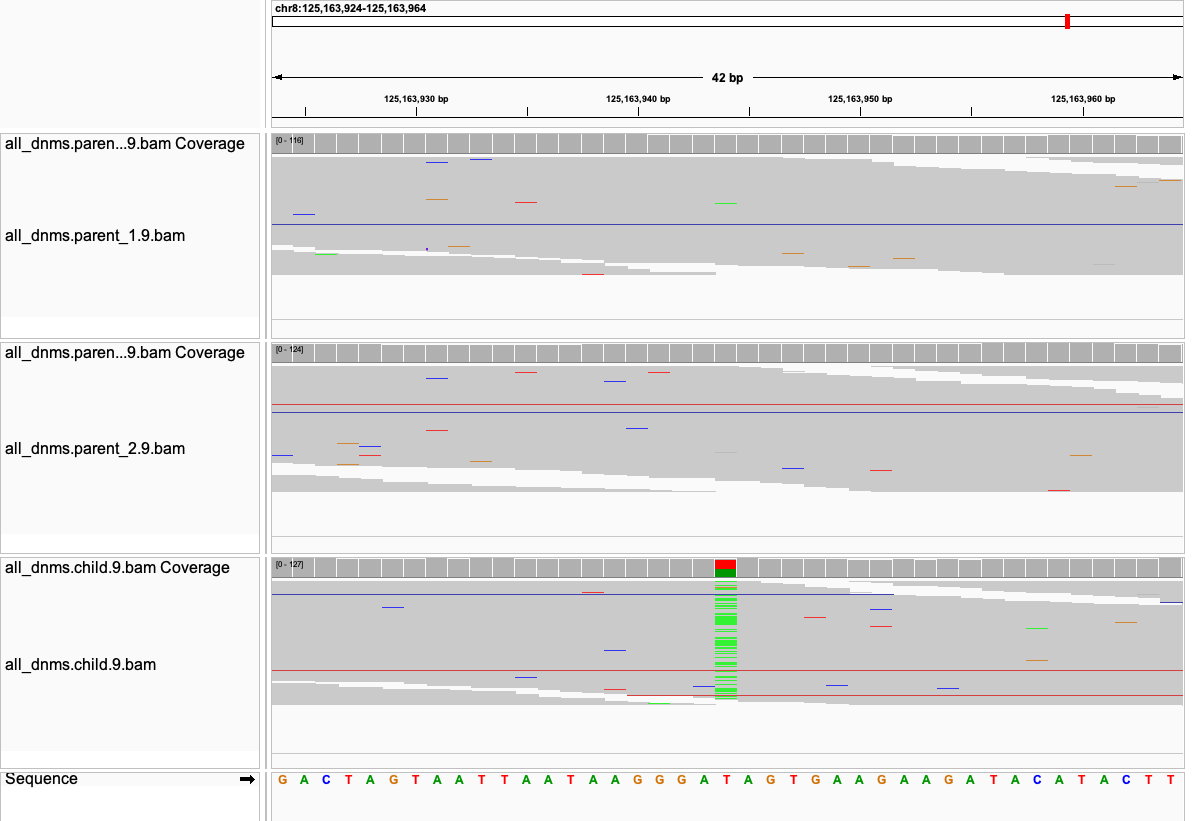 chr8:125,163,924-125,163,964
42 bp
125,163,930 bp 125,163,940 bp 125,163,950 bp 125,163,960 bp
all_dnms.paren...9.bam Coverage
[0 - 116]
all_dnms.parent_1.9.bam
all_dnms.paren...9.bam Coverage
[0 - 124]
all_dnms.parent_2.9.bam
all_dnms.child.9.bam Coverage
[0 - 127]
all_dnms.child.9.bam
Sequence G A C T A G T A A T T A A T A A G G G A T A G T G A A G A A G A T A C A T A C T T